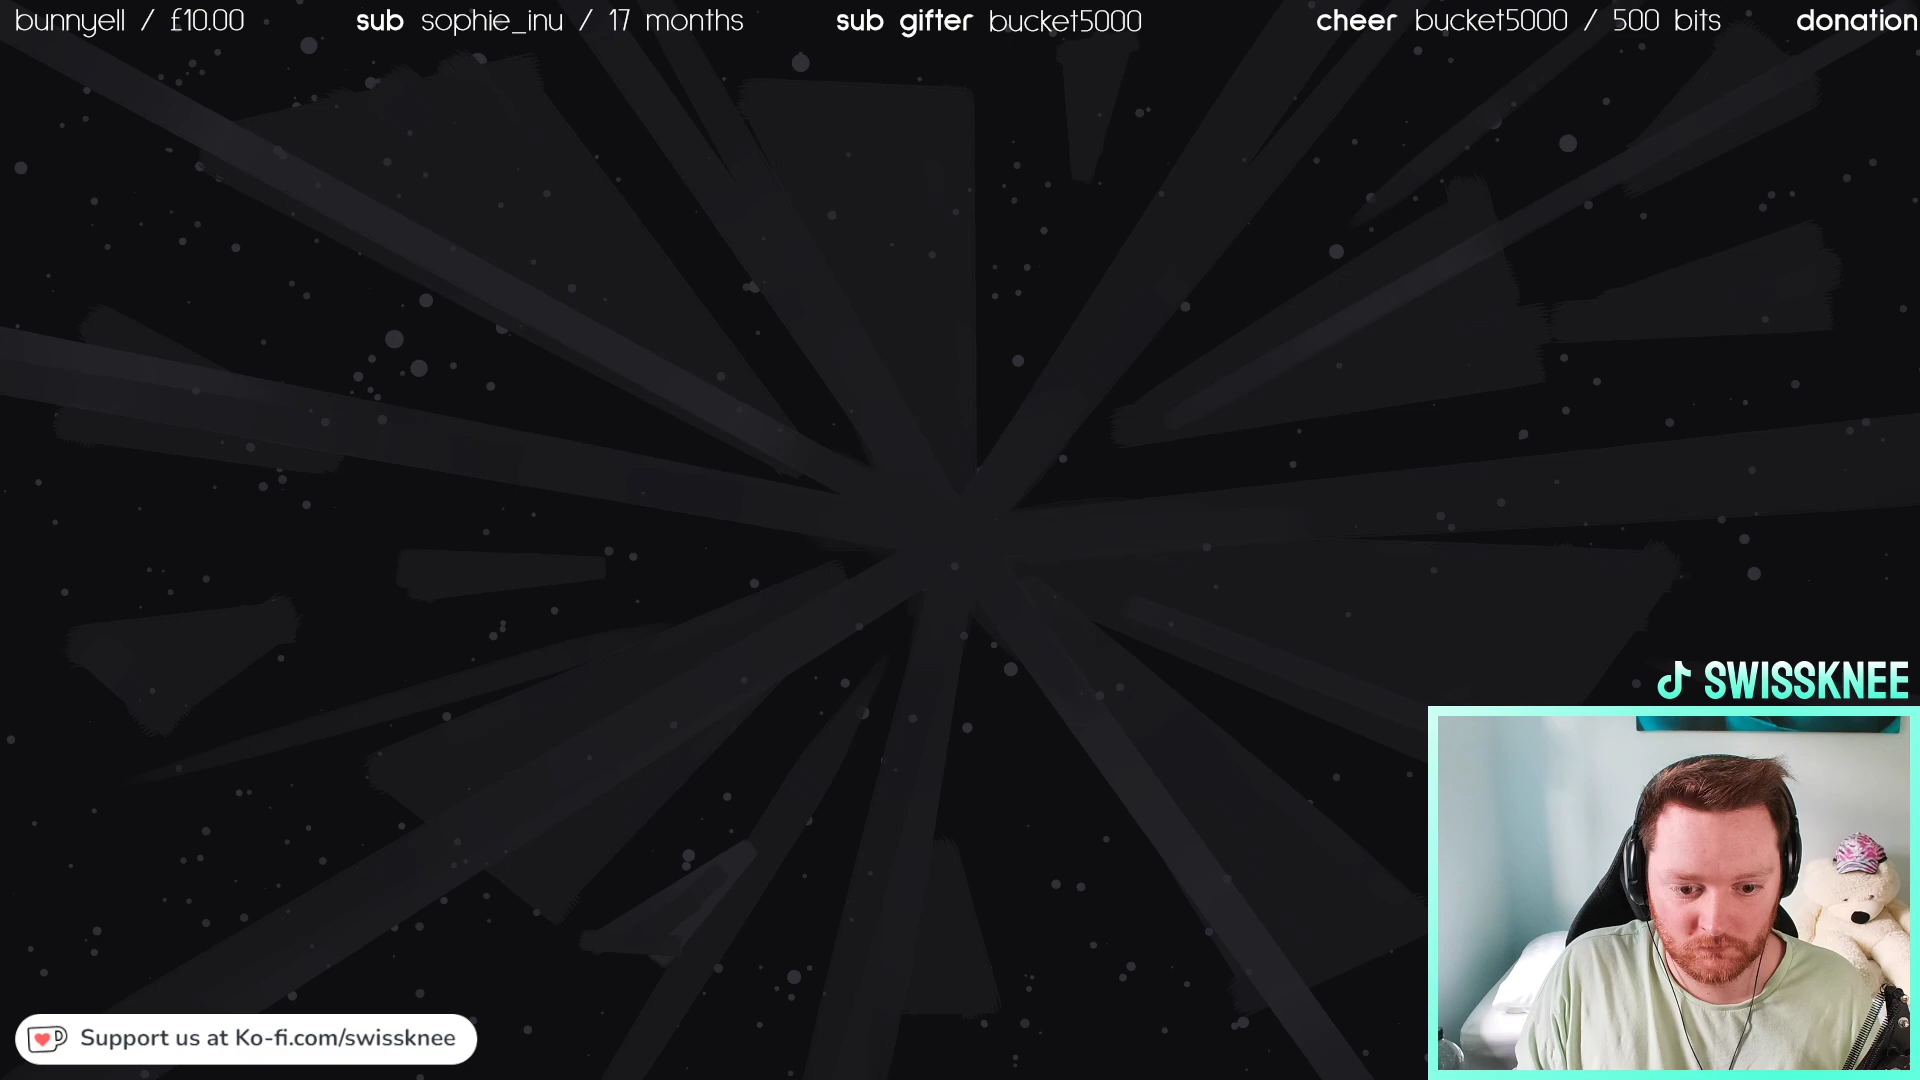 bunnyell / £10.00 sub sophie_inu / 17 months sub gifter bucket5000 cheer bucket5000 / 500 bits donation
SWISSKNEE
Support us at Ko-fi.com/swissknee